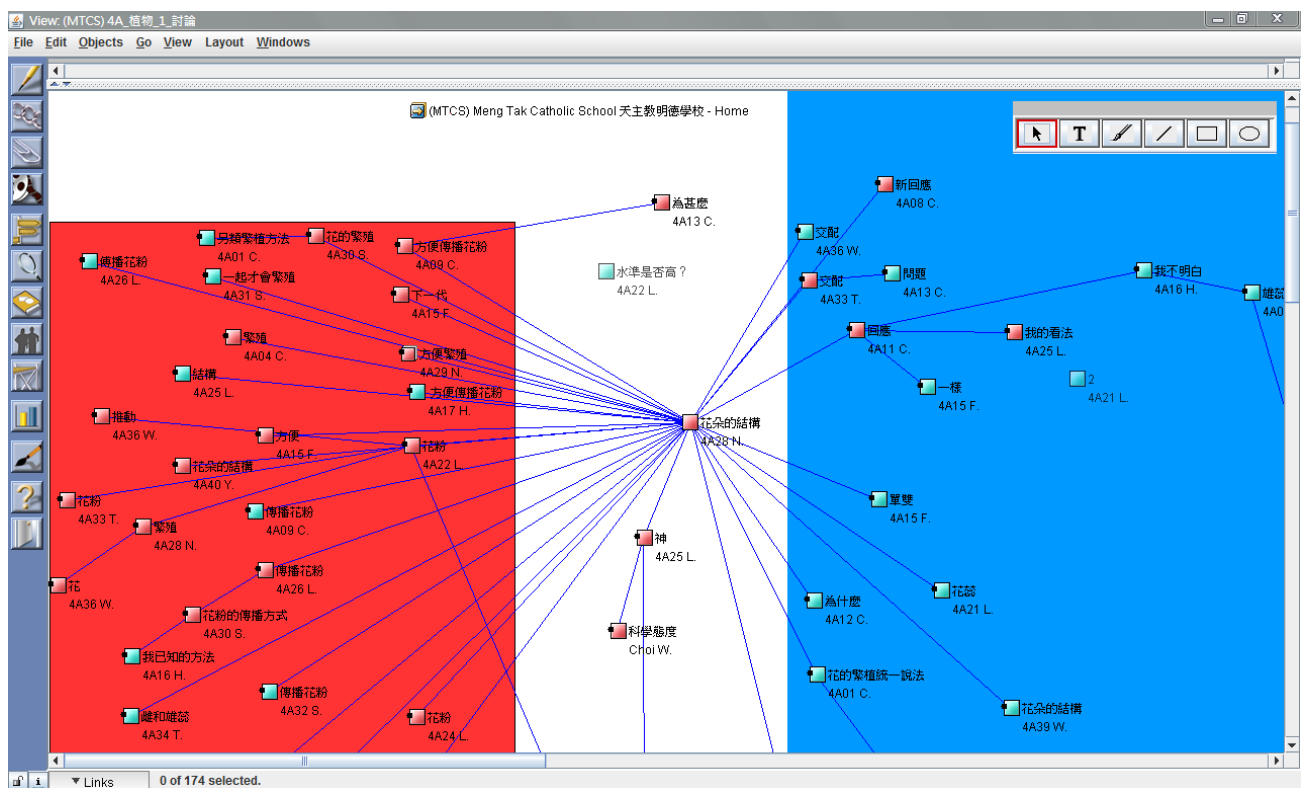 View: (MTCS) 4A_植物_1_討論
File Edit Objects Go View Layout Windows
(MTCS) Meng Tak Catholic School 天主教明德學校 - Home
T
為甚麼
4A13 C.
新回應
4A08 C.
另類繁植方法
4A01 C.
花的繁殖
4A30 S.
方便傳播花粉
4A09 C.
交配
4A36 W.
傳播花粉
4A26 L.
一起才會繁殖
4A31 S.
水準是否高？
4A22 L.
交配
4A33 T.
問題
4A13 C.
我不明白
4A16 H.
下一代
4A15 F.
雄蕊
4A0
繁殖
4A04 C.
方便繁殖
4A29 N.
回應
4A11 C.
我的看法
4A25 L.
結構
4A25 L.
方便傳播花粉
4A17 H.
一樣
4A15 F.
2
4A21 L.
推動
4A36 W.
方便
4A15 F.
花粉
4A22 L.
花朵的結構
4A28 N.
花朵的結構
4A40 Y.
花粉
4A33 T.
傳播花粉
4A09 C.
單雙
4A15 F.
繁殖
4A28 N.
神
4A25 L.
花
4A36 W.
傳播花粉
4A26 L.
為什麼
4A12 C.
花蕊
4A21 L.
花粉的傳播方式
4A30 S.
科學態度
Choi W.
我已知的方法
4A16 H.
花的繁植統一說法
4A01 C.
傳播花粉
4A32 S.
雌和雄蕊
4A34 T.
花粉
4A24 L.
花朵的結構
4A39 W.
Links
0 of 174 selected.